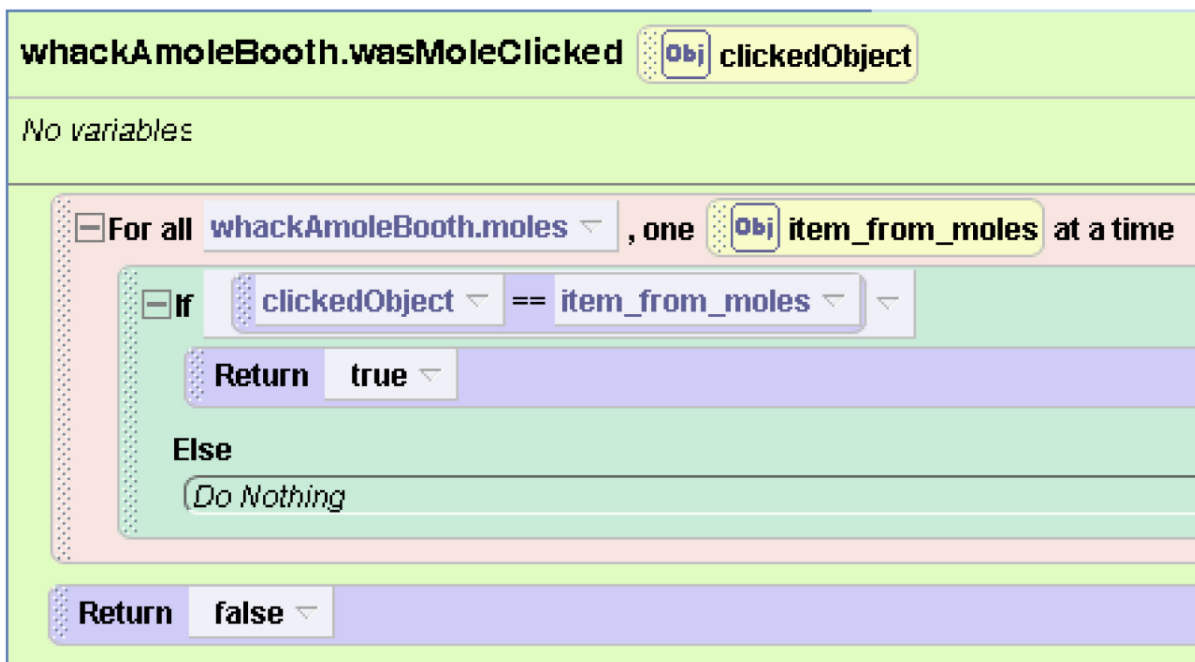 whackAmoleBooth.wasMoleClicked Obj clickedObject
No variables
For all whackAmoleBooth.moles , one Obj item_from_moles at a time
If clickedObject == item_from_moles
Return true
Else
Do Nothing
Return false